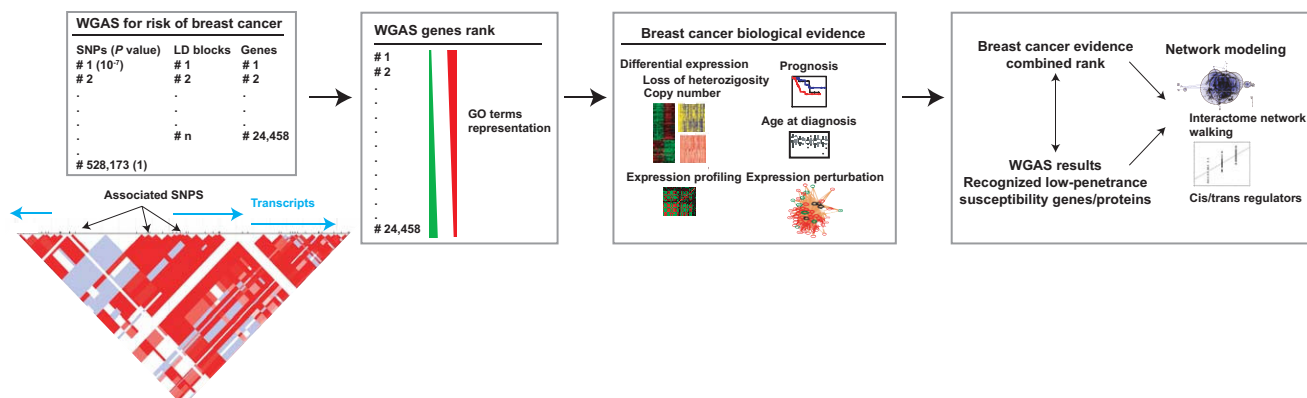 WGAS for risk of breast cancer
SNPs (P value) LD blocks Genes
# 1 (10-7) # 1 # 1
# 2 # 2 # 2
. . .
. . .
. . .
. # n # 24,458
.
.
# 528,173 (1)
Associated SNPS
Transcripts
WGAS genes rank
# 1
# 2
.
.
.
.
.
.
.
.
.
.
# 24,458
GO terms
representation
Breast cancer biological evidence
Differential expression
Loss of heterozigosity
Copy number
Prognosis
Age at diagnosis
Expression profiling
Expression perturbation
Breast cancer evidence
combined rank
WGAS results
Recognized low-penetrance
susceptibility genes/proteins
Network modeling
Interactome network
walking
Cis/trans regulators